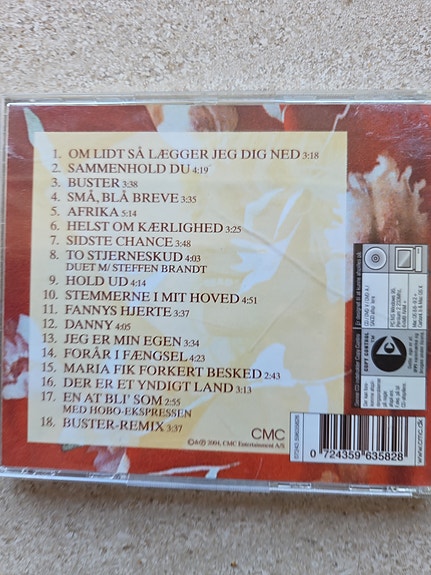 1. OM LIDT SÅ LÆGGER JEG DIG NED 3:18
2. SAMMENHOLD DU 4:19
3. BUSTER 3:38
4. SMÅ, BLÅ BREVE 3:35
5. AFRIKA 5:14
6. HELST OM KÆRLIGHED 3:25
7. SIDSTE CHANCE 3:48
8. TO STJERNESKUD 4:03
DUET M/ STEFFEN BRANDT
9. HOLD UD 4:14
10. STEMMERNE I MIT HOVED 4:51
11. FANNYS HJERTE 3:37
12. DANNY 4:05
13. JEG ER MIN EGEN 3:34
14. FORÅR I FÆNGSEL 4:23
15. MARIA FIK FORKERT BESKED 2:43
16. DER ER ET YNDIGT LAND 3:13
17. EN AT BLI' SOM 2:55
MED HOBO-EKSPRESSEN
18. BUSTER-REMIX 3:37
CMC
©&℗ 2004, CMC Entertainment A/S
COPY CONTROL
0 724359 635828
www.cmc.dk